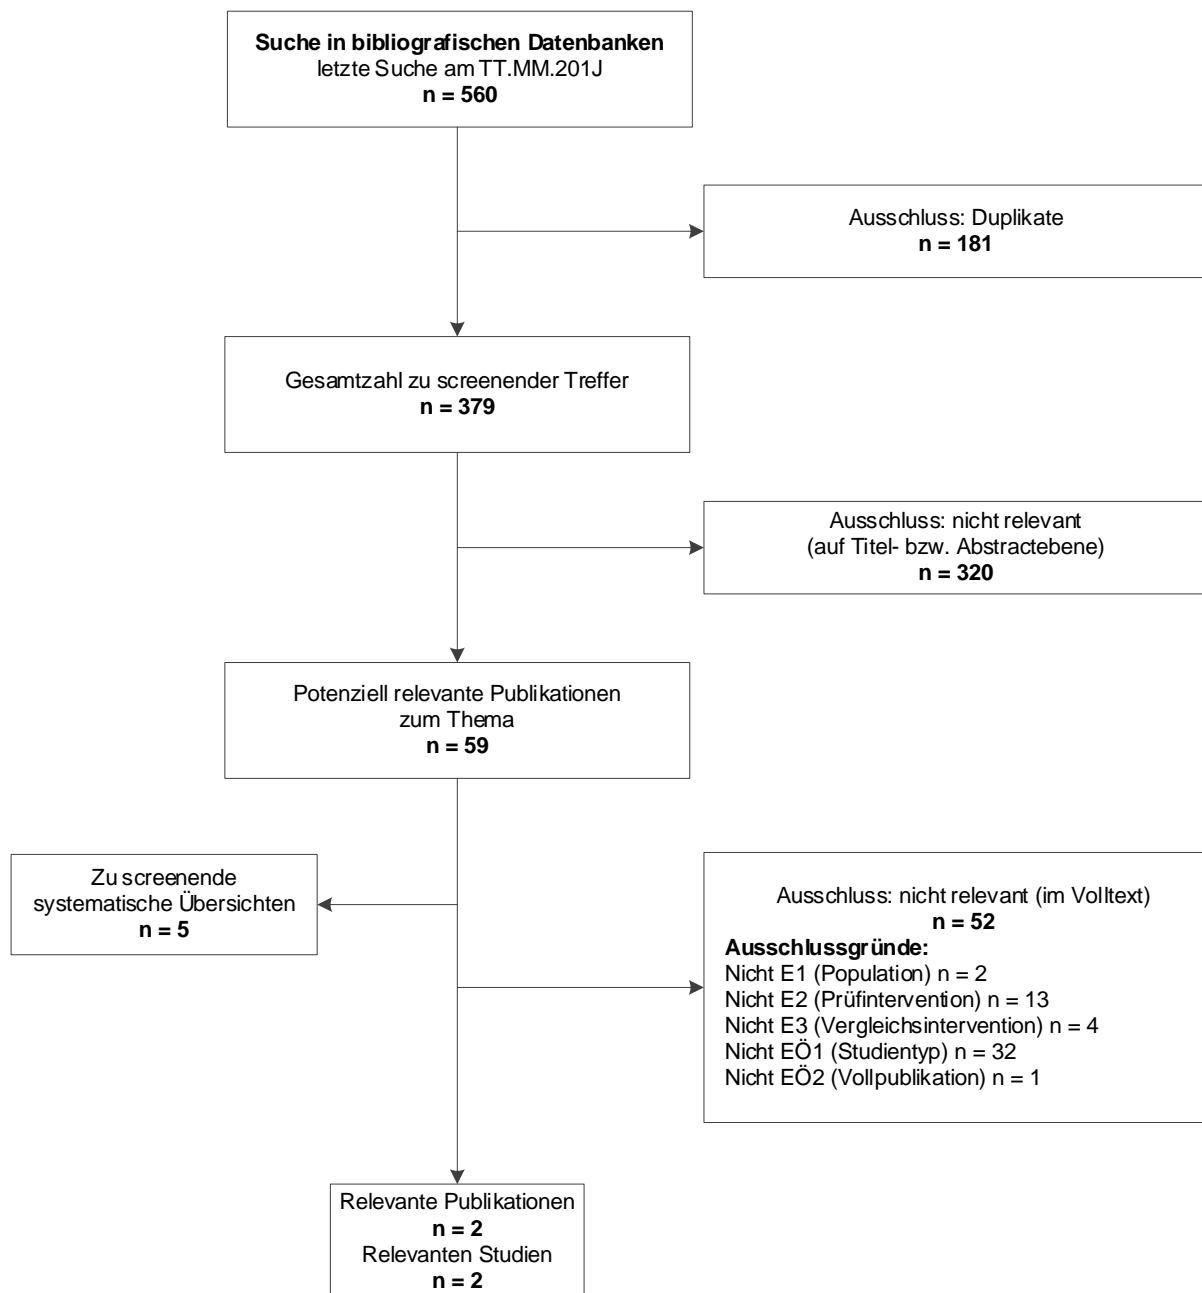 Suche in bibliografischen Datenbanken
letzte Suche am TT.MM.201J
n = 560
Ausschluss: Duplikate
n = 181
Gesamtzahl zu screenender Treffer
n = 379
Ausschluss: nicht relevant
(auf Titel- bzw. Abstractebene)
n = 320
Potenziell relevante Publikationen
zum Thema
n = 59
Zu screenende
systematische Übersichten
n = 5
Ausschluss: nicht relevant (im Volltext)
n = 52
Ausschlussgründe:
Nicht E1 (Population) n = 2
Nicht E2 (Prüfintervention) n = 13
Nicht E3 (Vergleichsintervention) n = 4
Nicht EÖ1 (Studientyp) n = 32
Nicht EÖ2 (Vollpublikation) n = 1
Relevante Publikationen
n = 2
Relevanten Studien
n = 2